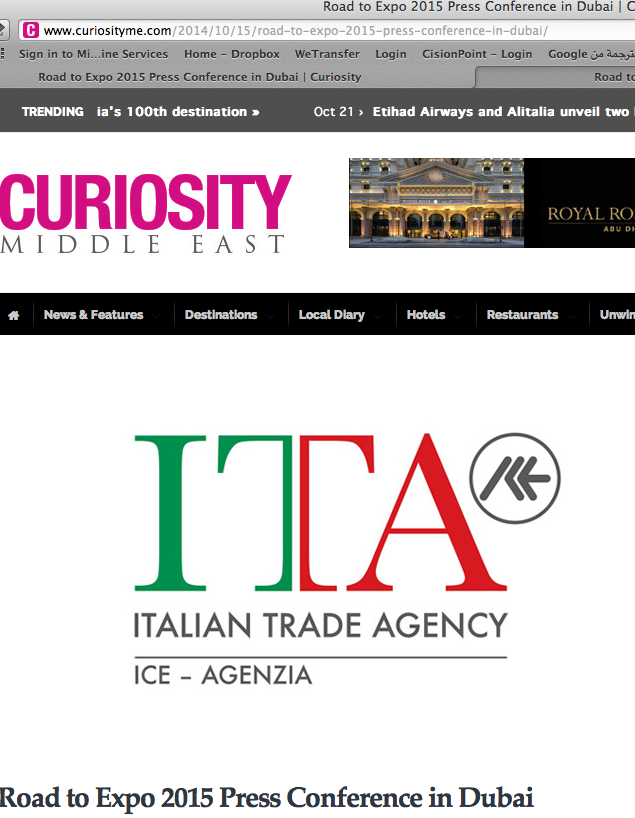 Road to Expo 2015 Press Conference in Dubai | C
www.curiosityme.com/2014/10/15/road-to-expo-2015-press-conference-in-dubai/
Sign in to Mi...ine Services Home – Dropbox WeTransfer Login CisionPoint – Login Google ترجمة من
Road to Expo 2015 Press Conference in Dubai | Curiosity Road to
TRENDING ia's 100th destination » Oct 21 › Etihad Airways and Alitalia unveil two
CURIOSITY
MIDDLE EAST
ROYAL RO
ABU DH
News & Features Destinations Local Diary Hotels Restaurants Unwin
ITA
ITALIAN TRADE AGENCY
ICE – AGENZIA
Road to Expo 2015 Press Conference in Dubai